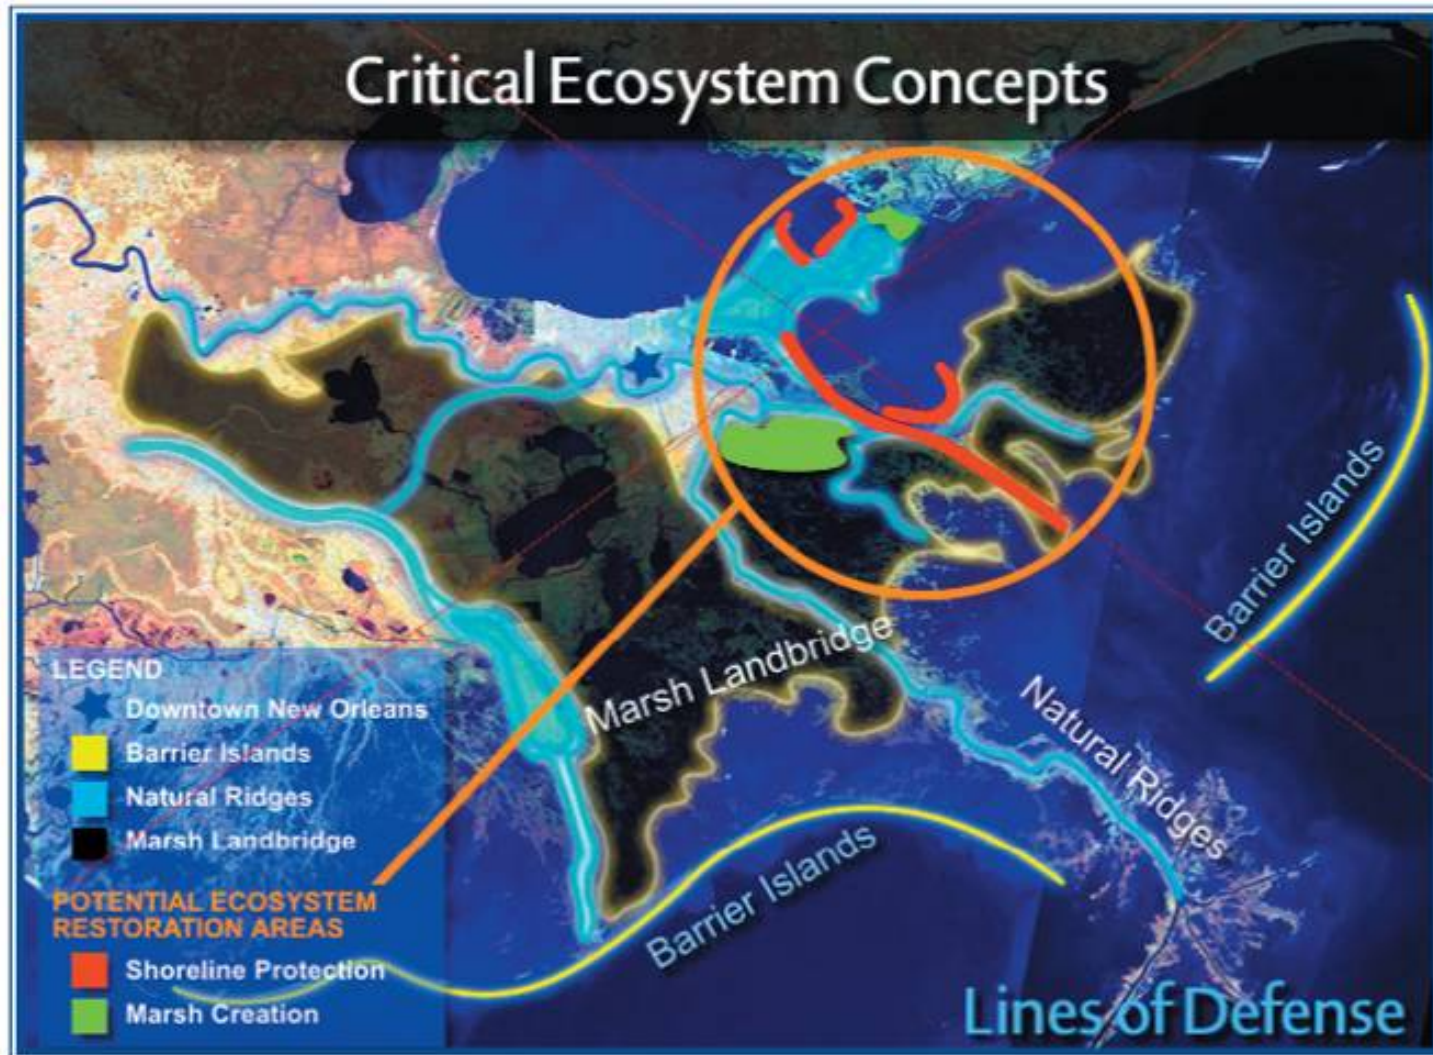 Critical Ecosystem Concepts
Barrier Islands
Marsh Landbridge
Natural Ridges
Barrier Islands
LEGEND
Downtown New Orleans
Barrier Islands
Natural Ridges
Marsh Landbridge
POTENTIAL ECOSYSTEM
RESTORATION AREAS
Shoreline Protection
Marsh Creation
Lines of Defense